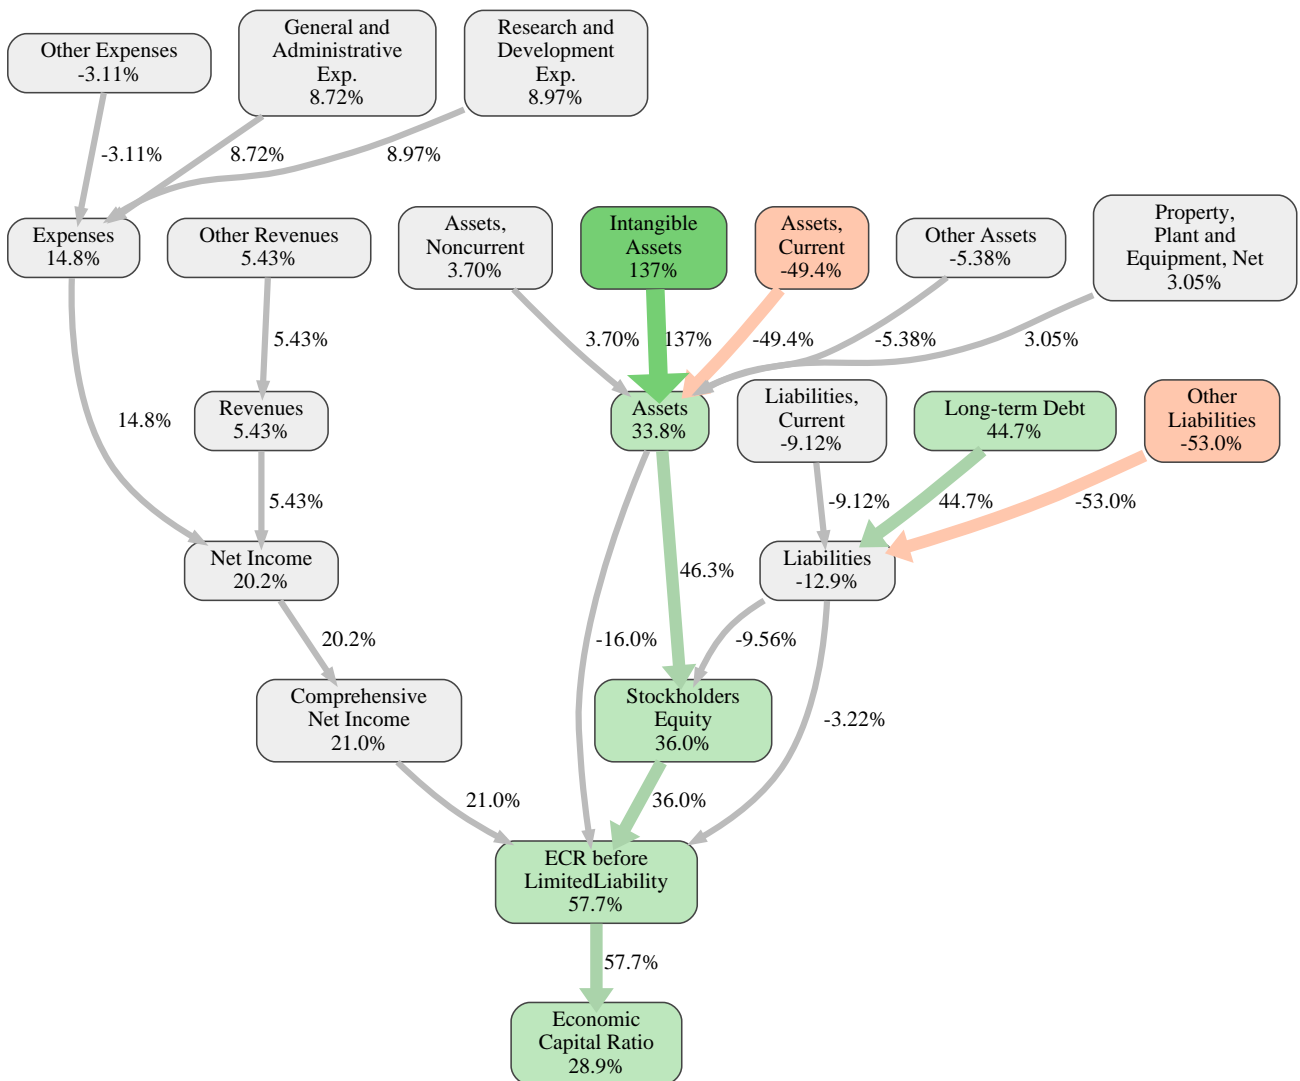 Other Expenses
-3.11%
General and
Administrative
Exp.
8.72%
Research and
Development
Exp.
8.97%
-3.11%
8.72%
8.97%
Expenses
14.8%
Other Revenues
5.43%
Assets,
Noncurrent
3.70%
Intangible
Assets
137%
Assets,
Current
-49.4%
Other Assets
-5.38%
Property,
Plant and
Equipment, Net
3.05%
5.43%
3.70%
137%
-49.4%
-5.38%
3.05%
14.8%
Revenues
5.43%
Assets
33.8%
Liabilities,
Current
-9.12%
Long-term Debt
44.7%
Other
Liabilities
-53.0%
5.43%
-9.12%
44.7%
-53.0%
Net Income
20.2%
46.3%
Liabilities
-12.9%
20.2%
-16.0%
-9.56%
Comprehensive
Net Income
21.0%
Stockholders
Equity
36.0%
-3.22%
21.0%
36.0%
ECR before
LimitedLiability
57.7%
57.7%
Economic
Capital Ratio
28.9%